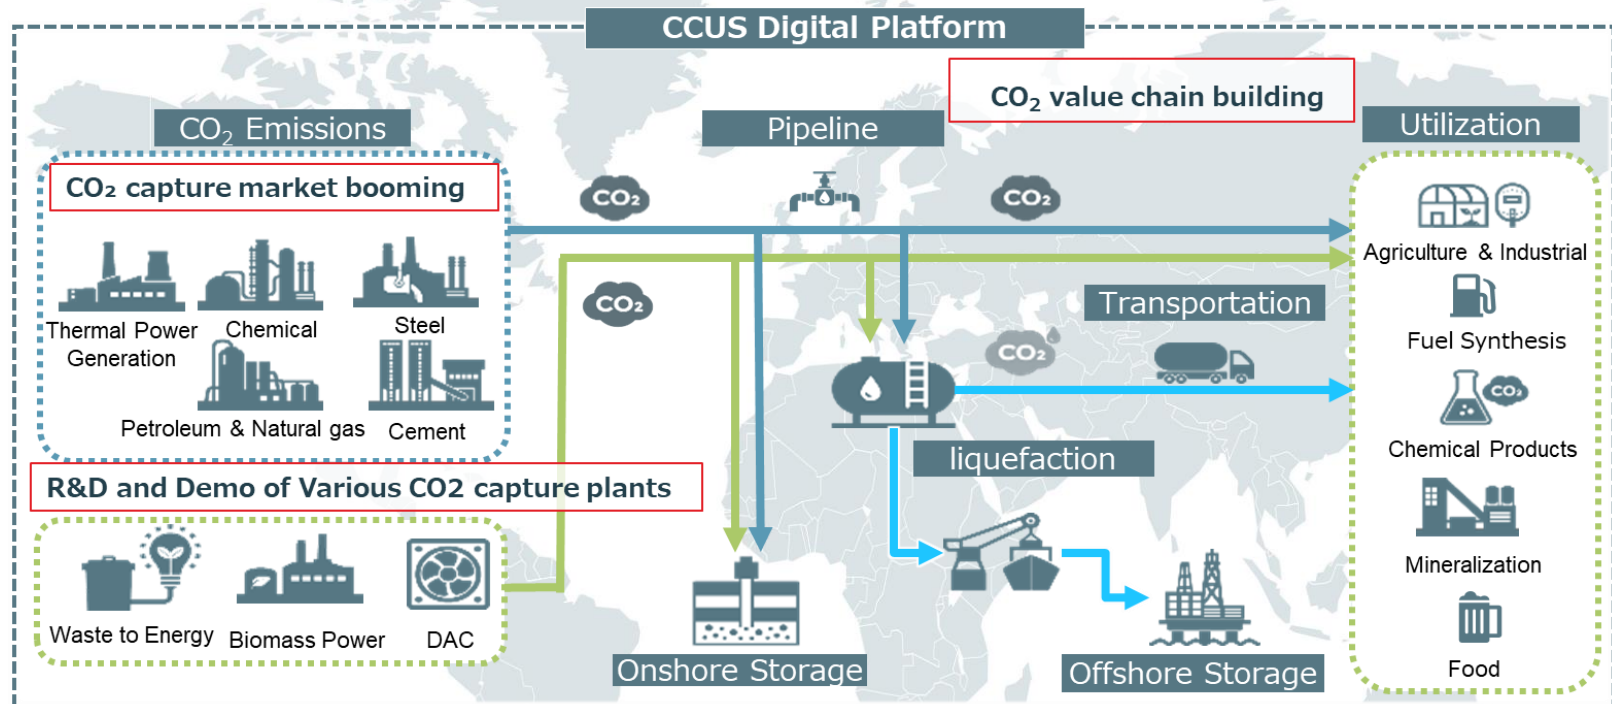 CCUS Digital Platform
CO₂ value chain building
CO₂ Emissions
Pipeline
Utilization
CO₂ capture market booming
CO₂
CO₂
Thermal Power
Generation
Chemical
Steel
Petroleum & Natural gas
Cement
CO₂
Transportation
CO₂
liquefaction
R&D and Demo of Various CO2 capture plants
Waste to Energy
Biomass Power
DAC
Onshore Storage
Offshore Storage
Agriculture & Industrial
Fuel Synthesis
CO₂
Chemical Products
Mineralization
Food